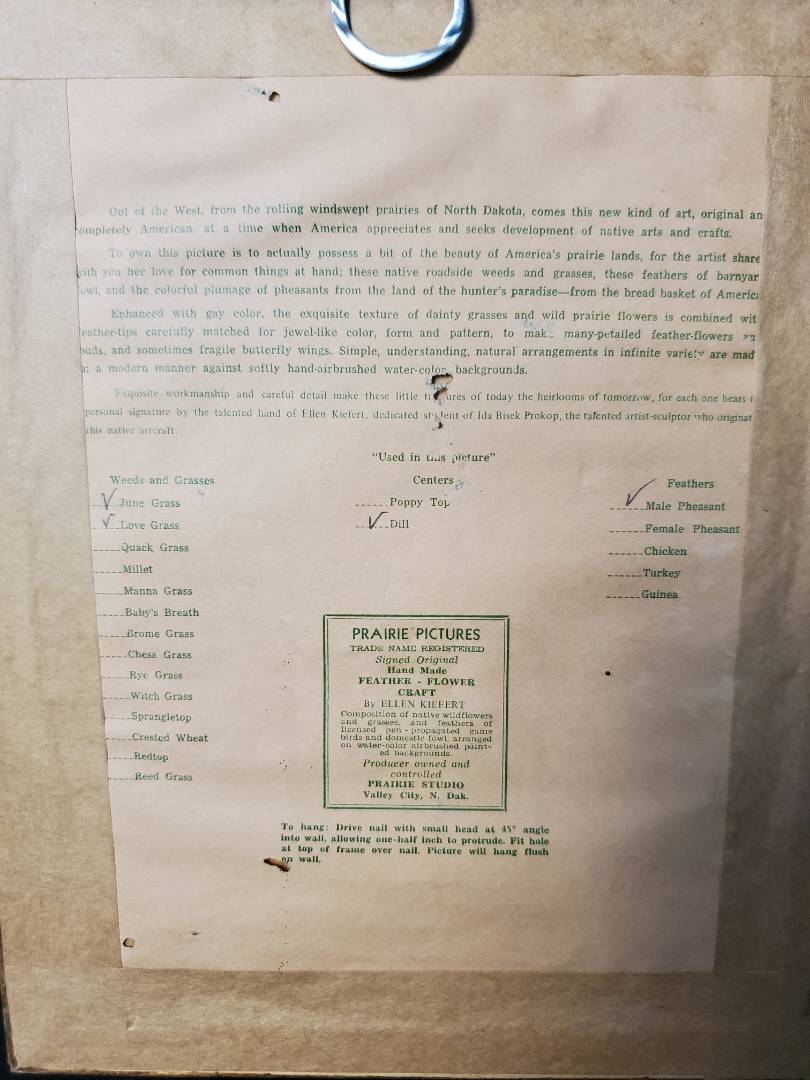 Out of the West, from the rolling windswept prairies of North Dakota, comes this new kind of art, original an
ompletely American, at a time when America appreciates and seeks development of native arts and crafts.
To own this picture is to actually possess a bit of the beauty of America's prairie lands, for the artist share
ith you her love for common things at hand; these native roadside weeds and grasses, these feathers of barnyar
owl, and the colorful plumage of pheasants from the land of the hunter's paradise—from the bread basket of America
Enhanced with gay color, the exquisite texture of dainty grasses and wild prairie flowers is combined wit
eather-tips carefully matched for jewel-like color, form and pattern, to mak many-petailed feather-flowers an
buds, and sometimes fragile butterfly wings. Simple, understanding, natural arrangements in infinite variety are mad
in a modern manner against softly hand-airbrushed water-color backgrounds.
Exquisite workmanship and careful detail make these little ures of today the heirlooms of tomorrow, for each one bears
personal signature by the talented hand of Ellen Kiefert, dedicated student of Ida Bisek Prokop, the talented artist-sculptor who originat
this native artcraft.
"Used in this picture"
Weeds and Grasses
June Grass
Love Grass
Quack Grass
Millet
Manna Grass
Baby's Breath
Brome Grass
Chess Grass
Rye Grass
Witch Grass
Sprangletop
Crested Wheat
Redtop
Reed Grass
Centers
Poppy Top
Dill
Feathers
Male Pheasant
Female Pheasant
Chicken
Turkey
Guinea
PRAIRIE PICTURES
TRADE NAME REGISTERED
Signed Original
Hand Made
FEATHER - FLOWER
CRAFT
By ELLEN KIEFERT
Composition of native wildflowers
and grasses, and feathers of
licensed pen - propagated game
birds and domestic fowl, arranged
on water-color airbrushed paint-
ed backgrounds.
Producer owned and
controlled
PRAIRIE STUDIO
Valley City, N. Dak.
To hang: Drive nail with small head at 45° angle
into wall, allowing one-half inch to protrude. Fit hole
at top of frame over nail. Picture will hang flush
on wall.